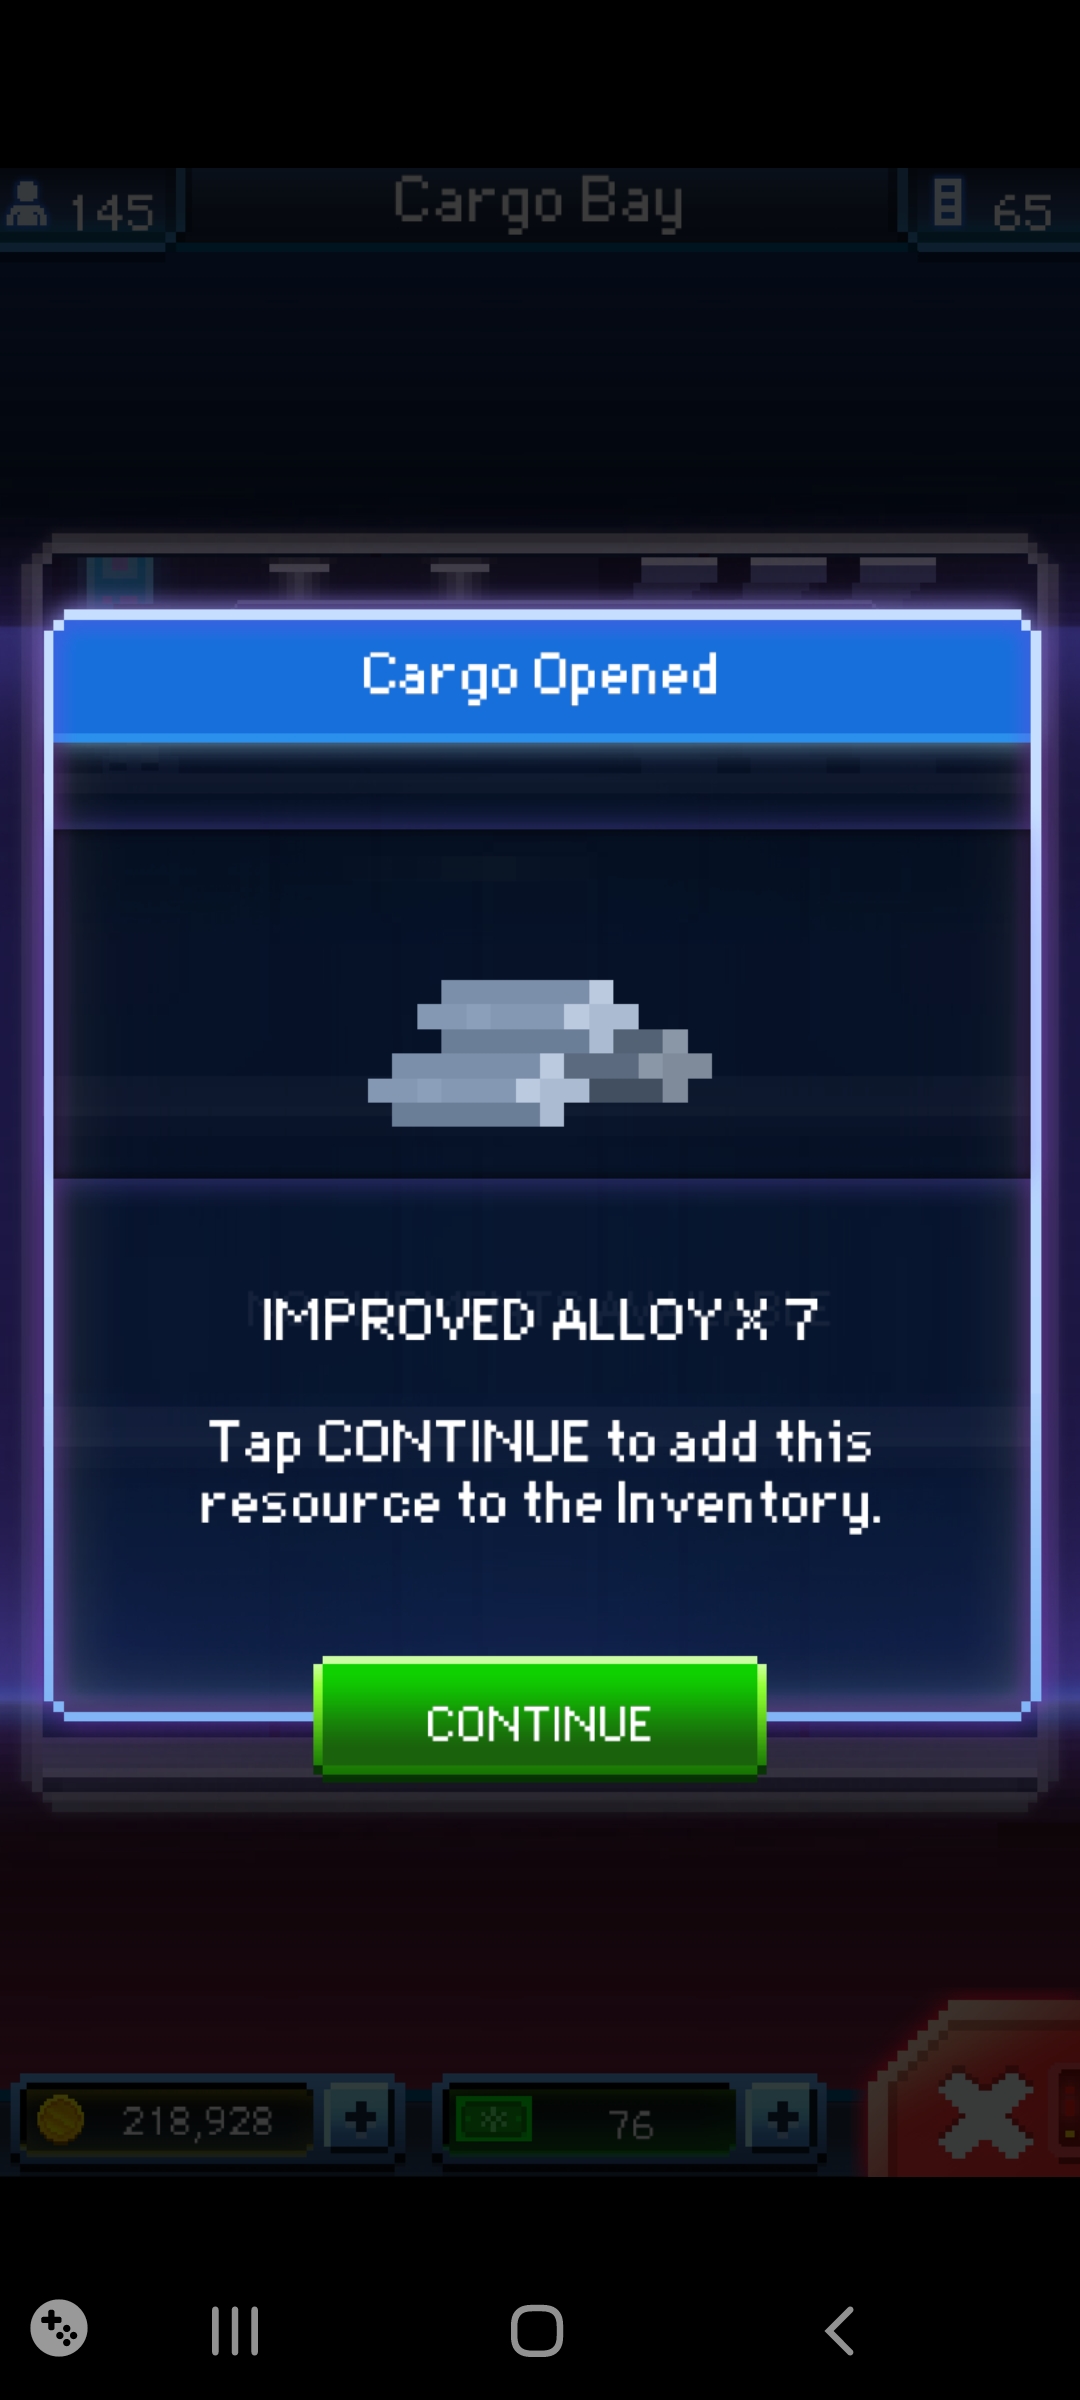 145
Cargo Bay
65
Cargo Opened
IMPROVED ALLOY X 7
Tap CONTINUE to add this
resource to the Inventory.
CONTINUE
218,928
76